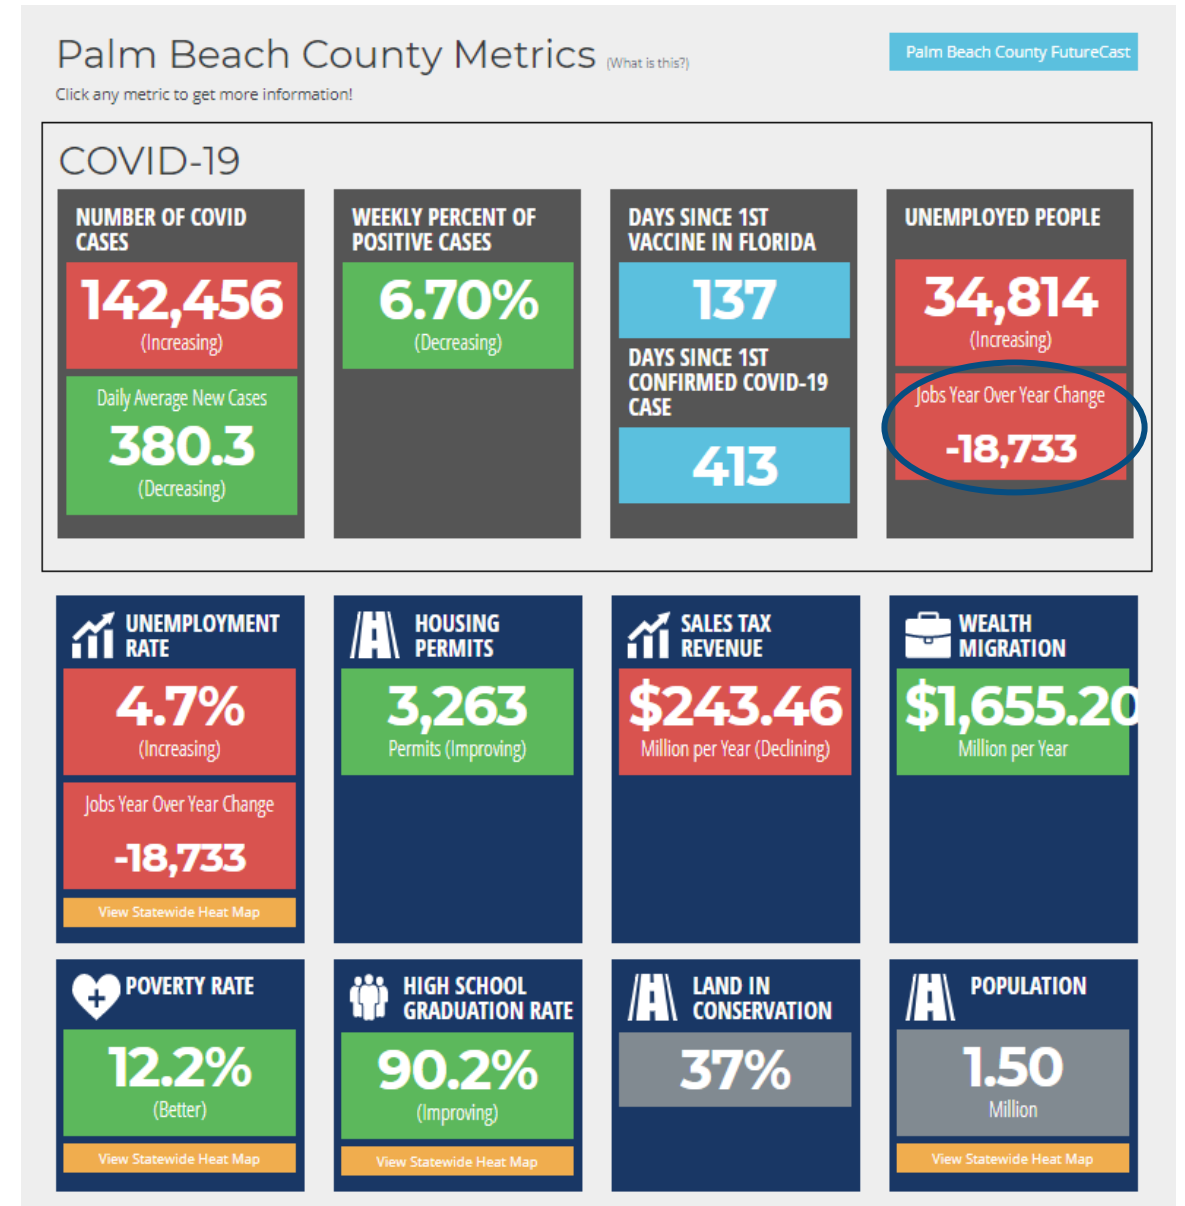 Palm Beach County Metrics (What is this?)
Palm Beach County FutureCast
Click any metric to get more information!
COVID-19
NUMBER OF COVID
CASES
142,456
(Increasing)
Daily Average New Cases
380.3
(Decreasing)
WEEKLY PERCENT OF
POSITIVE CASES
6.70%
(Decreasing)
DAYS SINCE 1ST
VACCINE IN FLORIDA
137
DAYS SINCE 1ST
CONFIRMED COVID-19
CASE
413
UNEMPLOYED PEOPLE
34,814
(Increasing)
Jobs Year Over Year Change
-18,733
UNEMPLOYMENT
RATE
4.7%
(Increasing)
Jobs Year Over Year Change
-18,733
View Statewide Heat Map
HOUSING
PERMITS
3,263
Permits (Improving)
SALES TAX
REVENUE
$243.46
Million per Year (Declining)
WEALTH
MIGRATION
$1,655.20
Million per Year
POVERTY RATE
12.2%
(Better)
View Statewide Heat Map
HIGH SCHOOL
GRADUATION RATE
90.2%
(Improving)
View Statewide Heat Map
LAND IN
CONSERVATION
37%
POPULATION
1.50
Million
View Statewide Heat Map